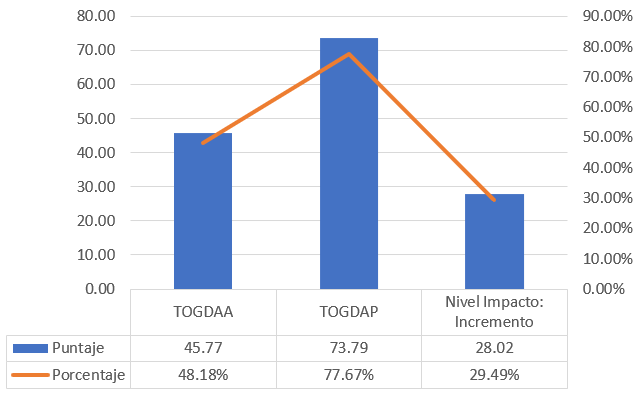 80.00 90.00%
70.00 80.00%
60.00 70.00%
50.00 60.00%
40.00 50.00%
30.00 40.00%
20.00 30.00%
10.00 20.00%
0.00 10.00%
0.00%
TOGDAA TOGDAP Nivel Impacto:
Incremento
Puntaje 45.77 73.79 28.02
Porcentaje 48.18% 77.67% 29.49%